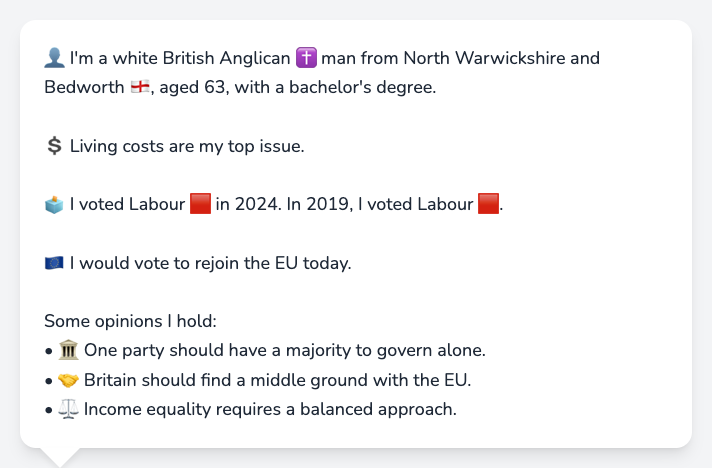 👤 I'm a white British Anglican ✝️ man from North Warwickshire and
Bedworth 🏴󠁧󠁢󠁥󠁮󠁧󠁿, aged 63, with a bachelor's degree.
💲 Living costs are my top issue.
🗳️ I voted Labour 🟥 in 2024. In 2019, I voted Labour 🟥.
🇪🇺 I would vote to rejoin the EU today.
Some opinions I hold:
• 🏛️ One party should have a majority to govern alone.
• 🤝 Britain should find a middle ground with the EU.
• ⚖️ Income equality requires a balanced approach.